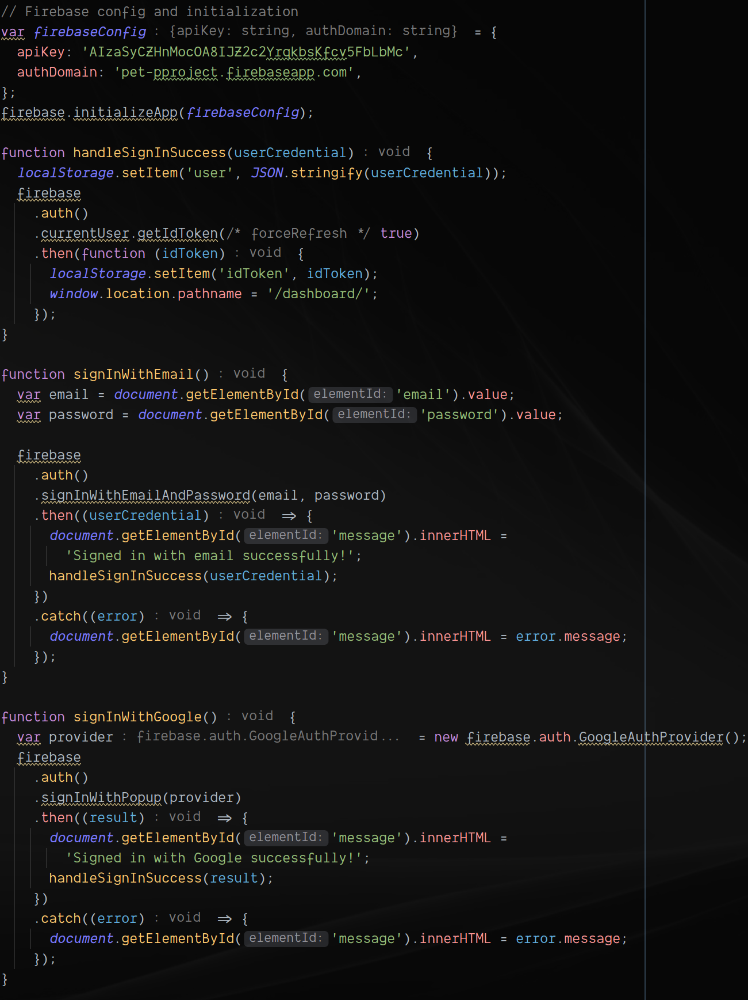 // Firebase config and initialization
var firebaseConfig : {apiKey: string, authDomain: string} = {
  apiKey: 'AIzaSyCZHnMocOA8IJZ2c2YrqkbsKfcv5FbLbMc',
  authDomain: 'pet-pproject.firebaseapp.com',
};
firebase.initializeApp(firebaseConfig);

function handleSignInSuccess(userCredential) : void {
  localStorage.setItem('user', JSON.stringify(userCredential));
  firebase
    .auth()
    .currentUser.getIdToken(/* forceRefresh */ true)
    .then(function (idToken) : void {
      localStorage.setItem('idToken', idToken);
      window.location.pathname = '/dashboard/';
    });
}

function signInWithEmail() : void {
  var email = document.getElementById( elementId: 'email').value;
  var password = document.getElementById( elementId: 'password').value;

  firebase
    .auth()
    .signInWithEmailAndPassword(email, password)
    .then((userCredential) : void => {
      document.getElementById( elementId: 'message').innerHTML =
        'Signed in with email successfully!';
      handleSignInSuccess(userCredential);
    })
    .catch((error) : void => {
      document.getElementById( elementId: 'message').innerHTML = error.message;
    });
}

function signInWithGoogle() : void {
  var provider : firebase.auth.GoogleAuthProvid... = new firebase.auth.GoogleAuthProvider();
  firebase
    .auth()
    .signInWithPopup(provider)
    .then((result) : void => {
      document.getElementById( elementId: 'message').innerHTML =
        'Signed in with Google successfully!';
      handleSignInSuccess(result);
    })
    .catch((error) : void => {
      document.getElementById( elementId: 'message').innerHTML = error.message;
    });
}